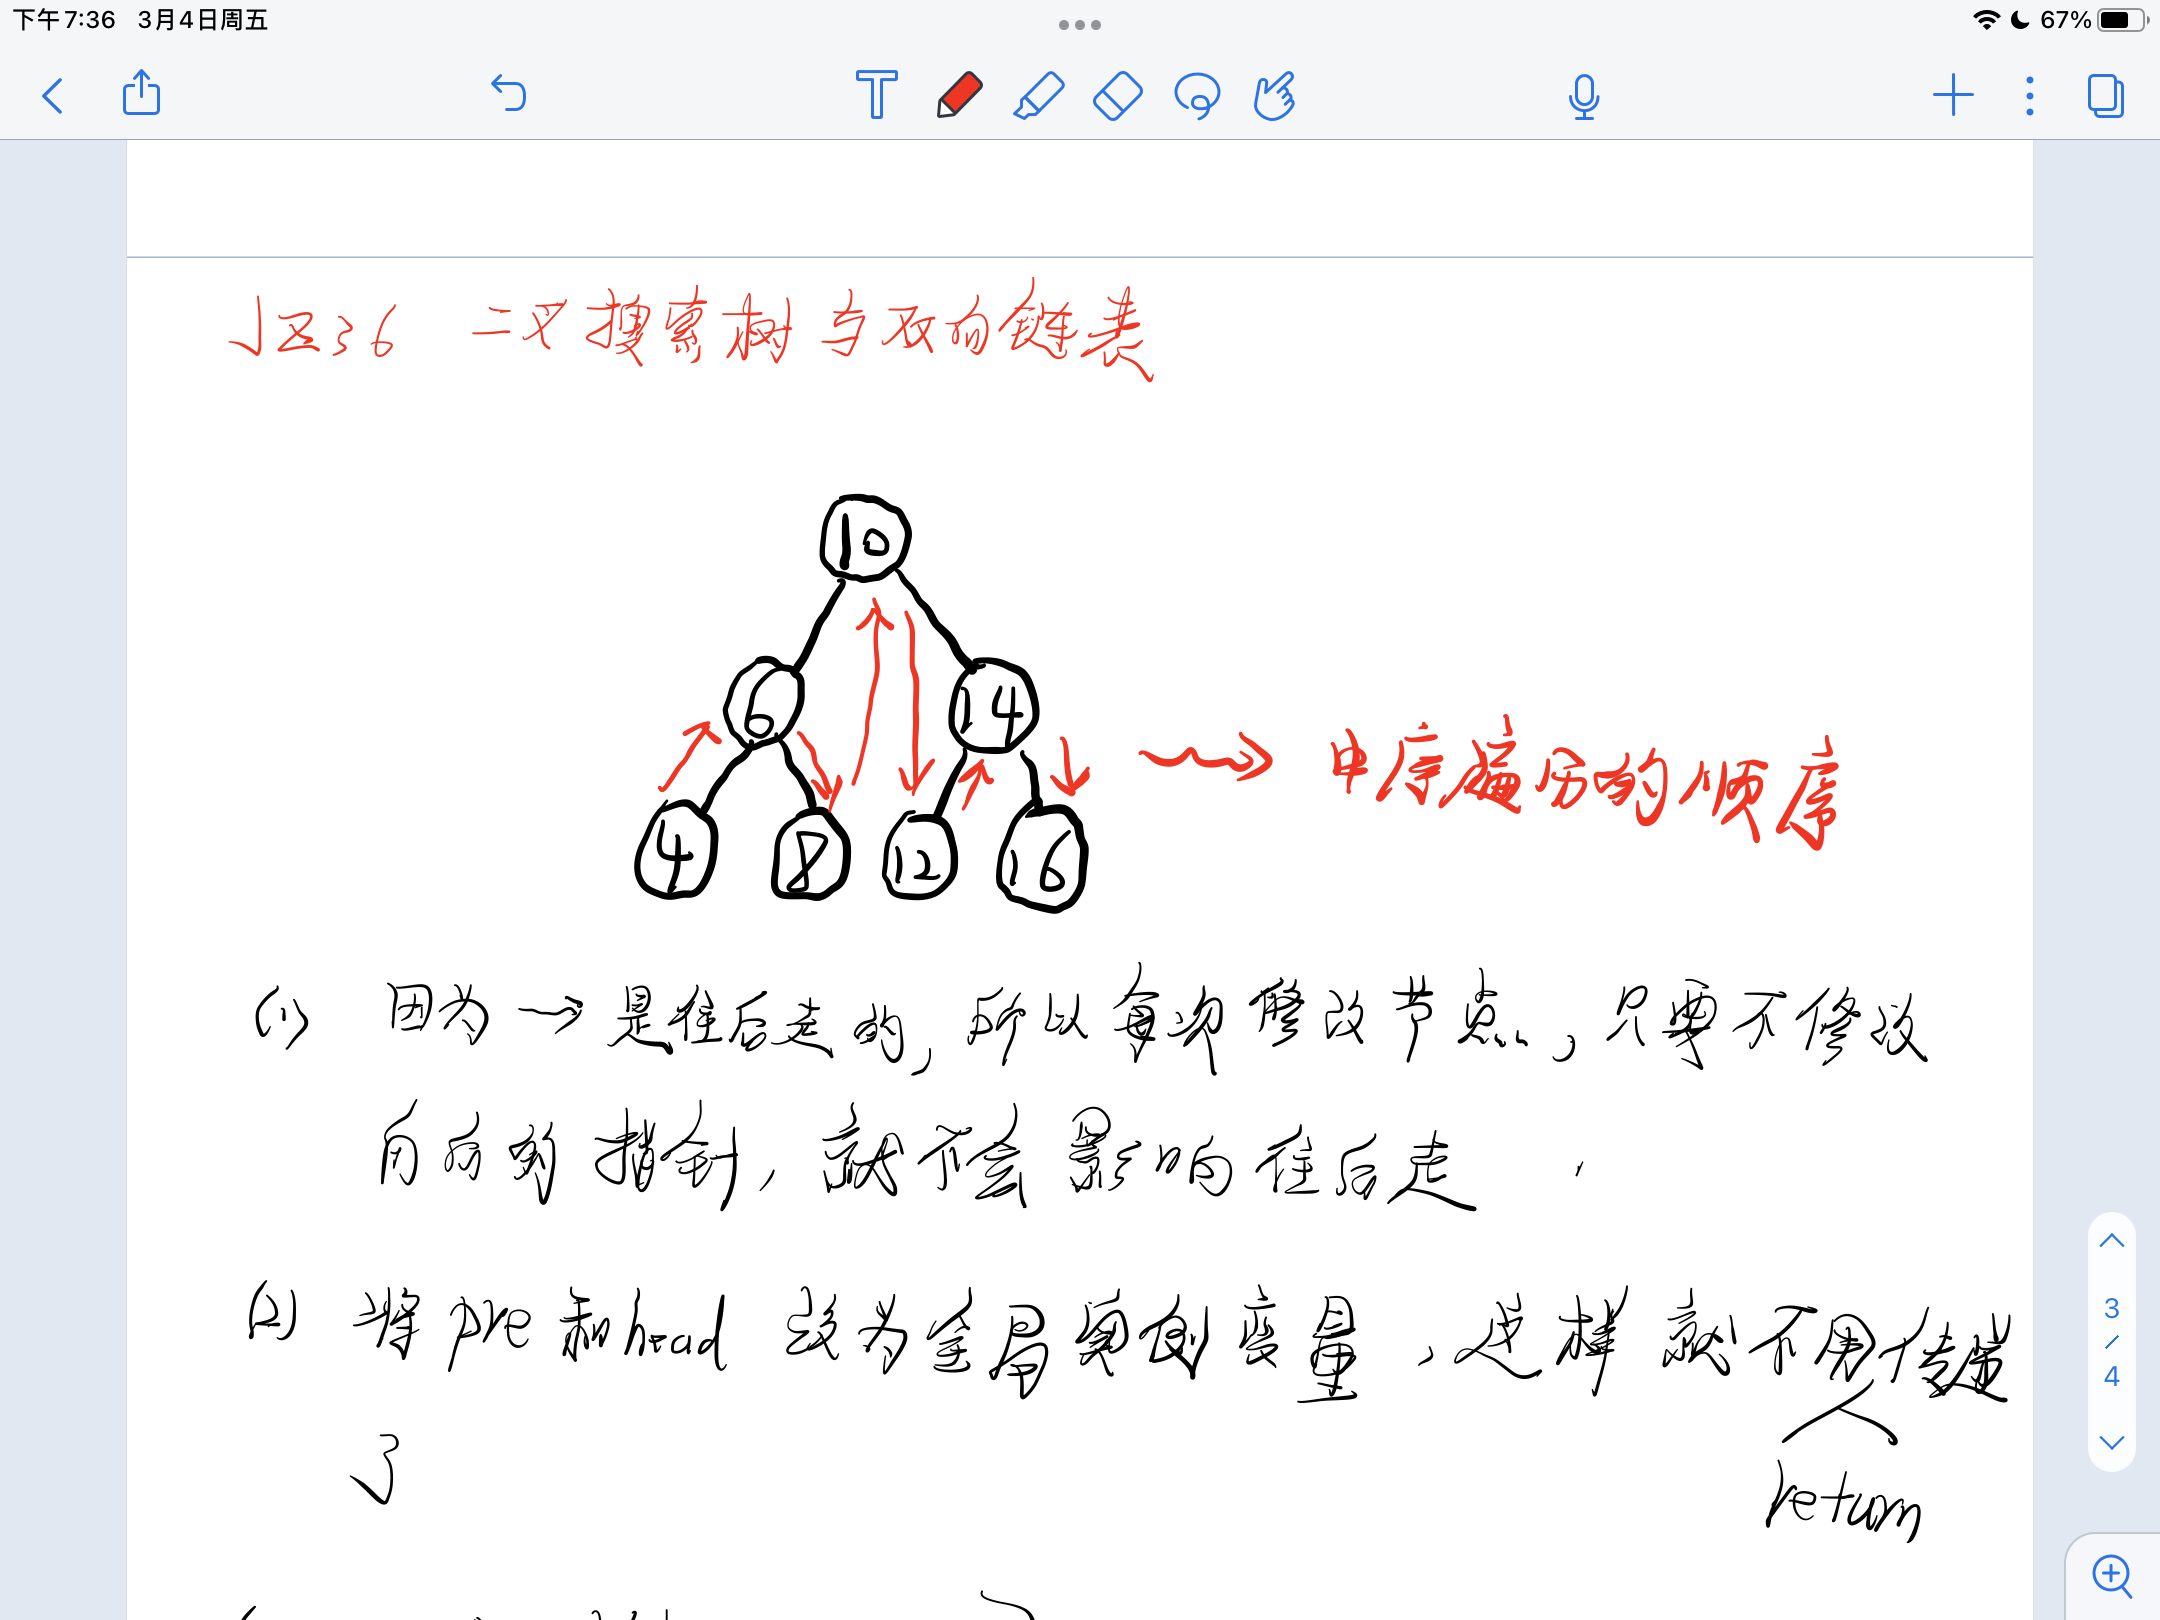 下午7:36 3月4日周五
67%
JZ36 二叉搜索树与双向链表
10
6 14
4 8 12 16
中序遍历的顺序
(1) 因为→是往后走的,所以每次修改节点,只要不修改
向右的指针,就不会影响往后走
(2) 将pre和head 改为全局实例变量,这样就不用传递
return
了
3
/
4